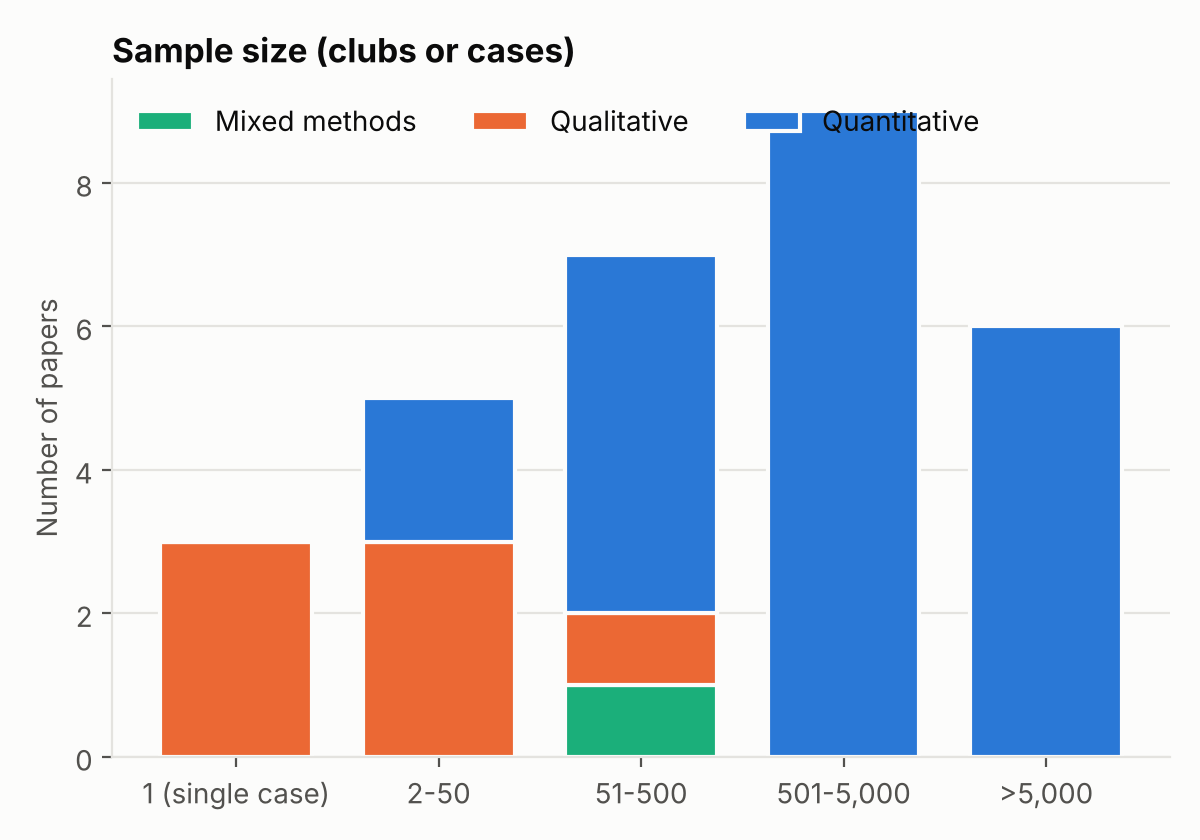 Sample size (clubs or cases)
Mixed methods Qualitative Quantitative
Number of papers
8
6
4
2
0
1 (single case) 2-50 51-500 501-5,000 >5,000